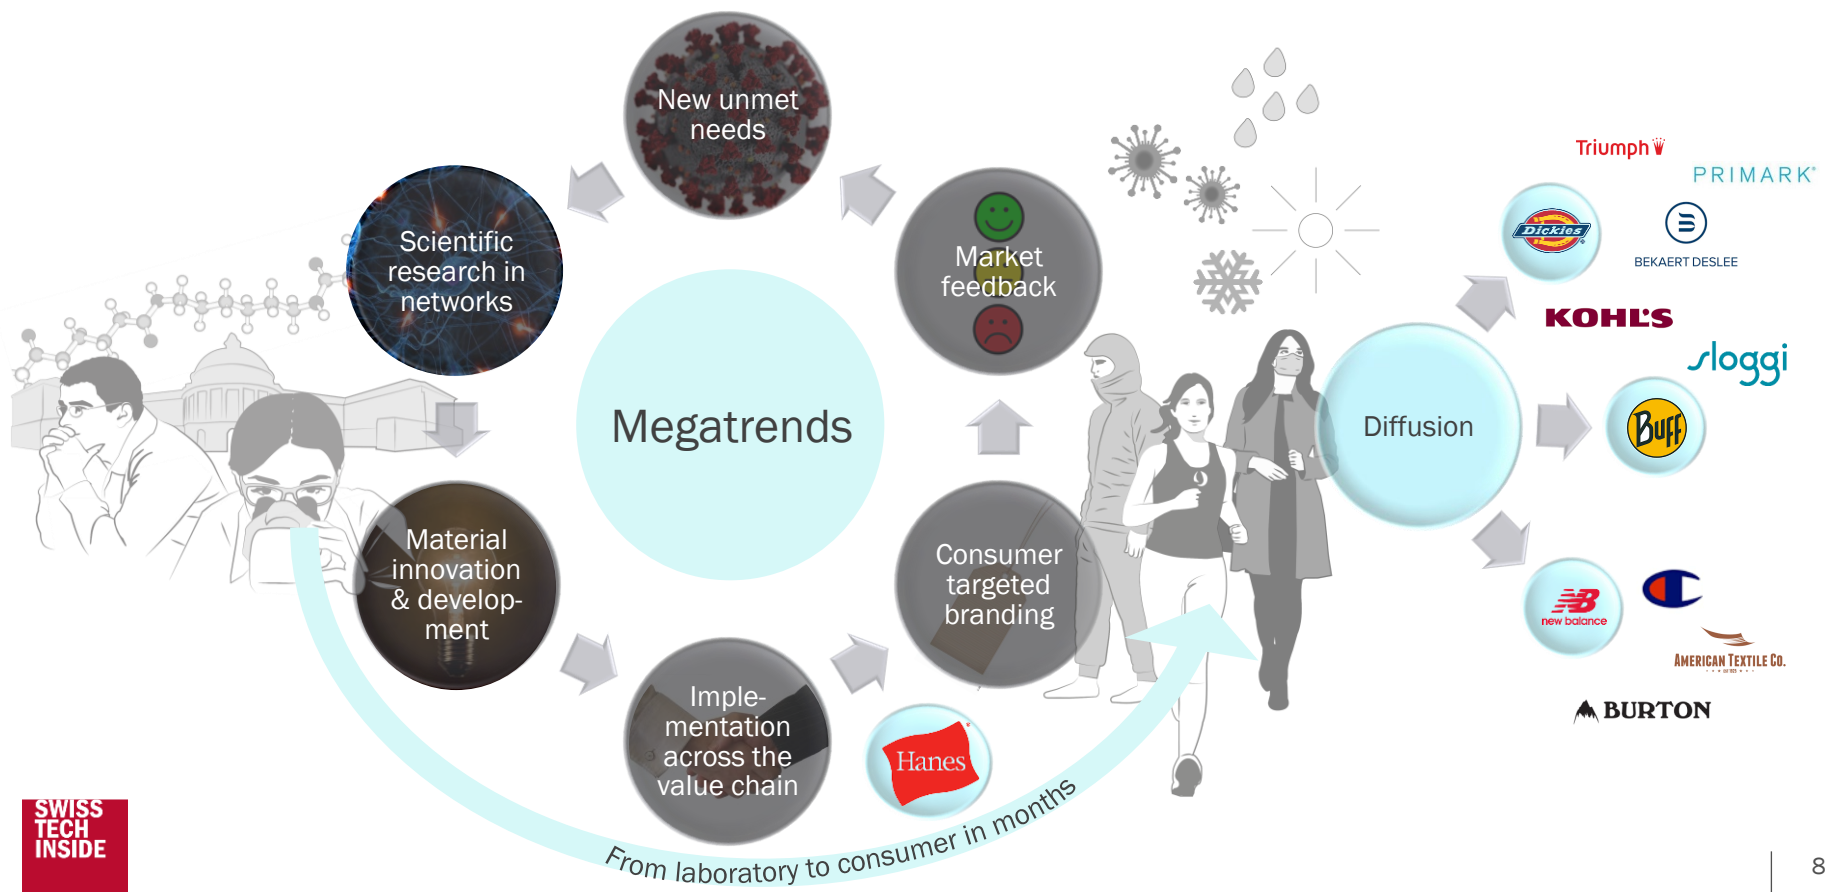 New unmet
needs
Scientific
research in
networks
Market
feedback
Megatrends
Material
innovation
& develop-
ment
Consumer
targeted
branding
Imple-
mentation
across the
value chain
Hanes
From laboratory to consumer in months
Diffusion
Triumph
PRIMARK®
Dickies
BEKAERT DESLEE
KOHL'S
sloggi
BUFF
NB
new balance
AMERICAN TEXTILE CO.
BURTON
SWISS
TECH
INSIDE
8